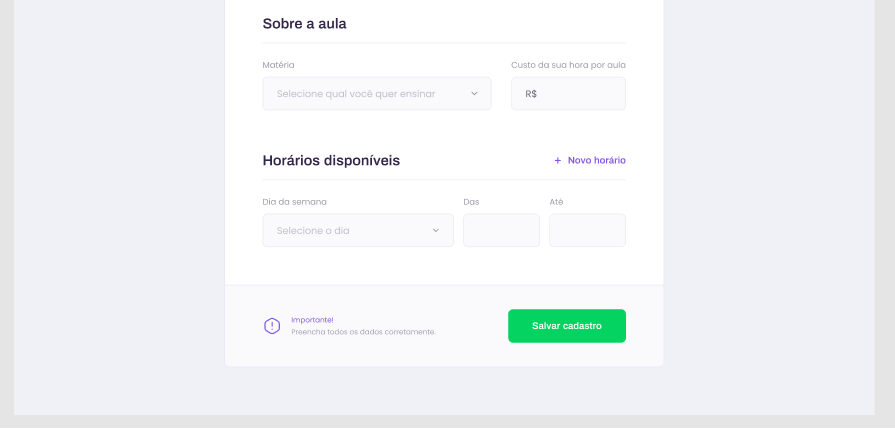 Sobre a aula
Matéria
Custo da sua hora por aula
Selecione qual você quer ensinar
R$
Horários disponíveis
+ Novo horário
Dia da semana
Das
Até
Selecione o dia
Importante!
Preencha todos os dados corretamente.
Salvar cadastro